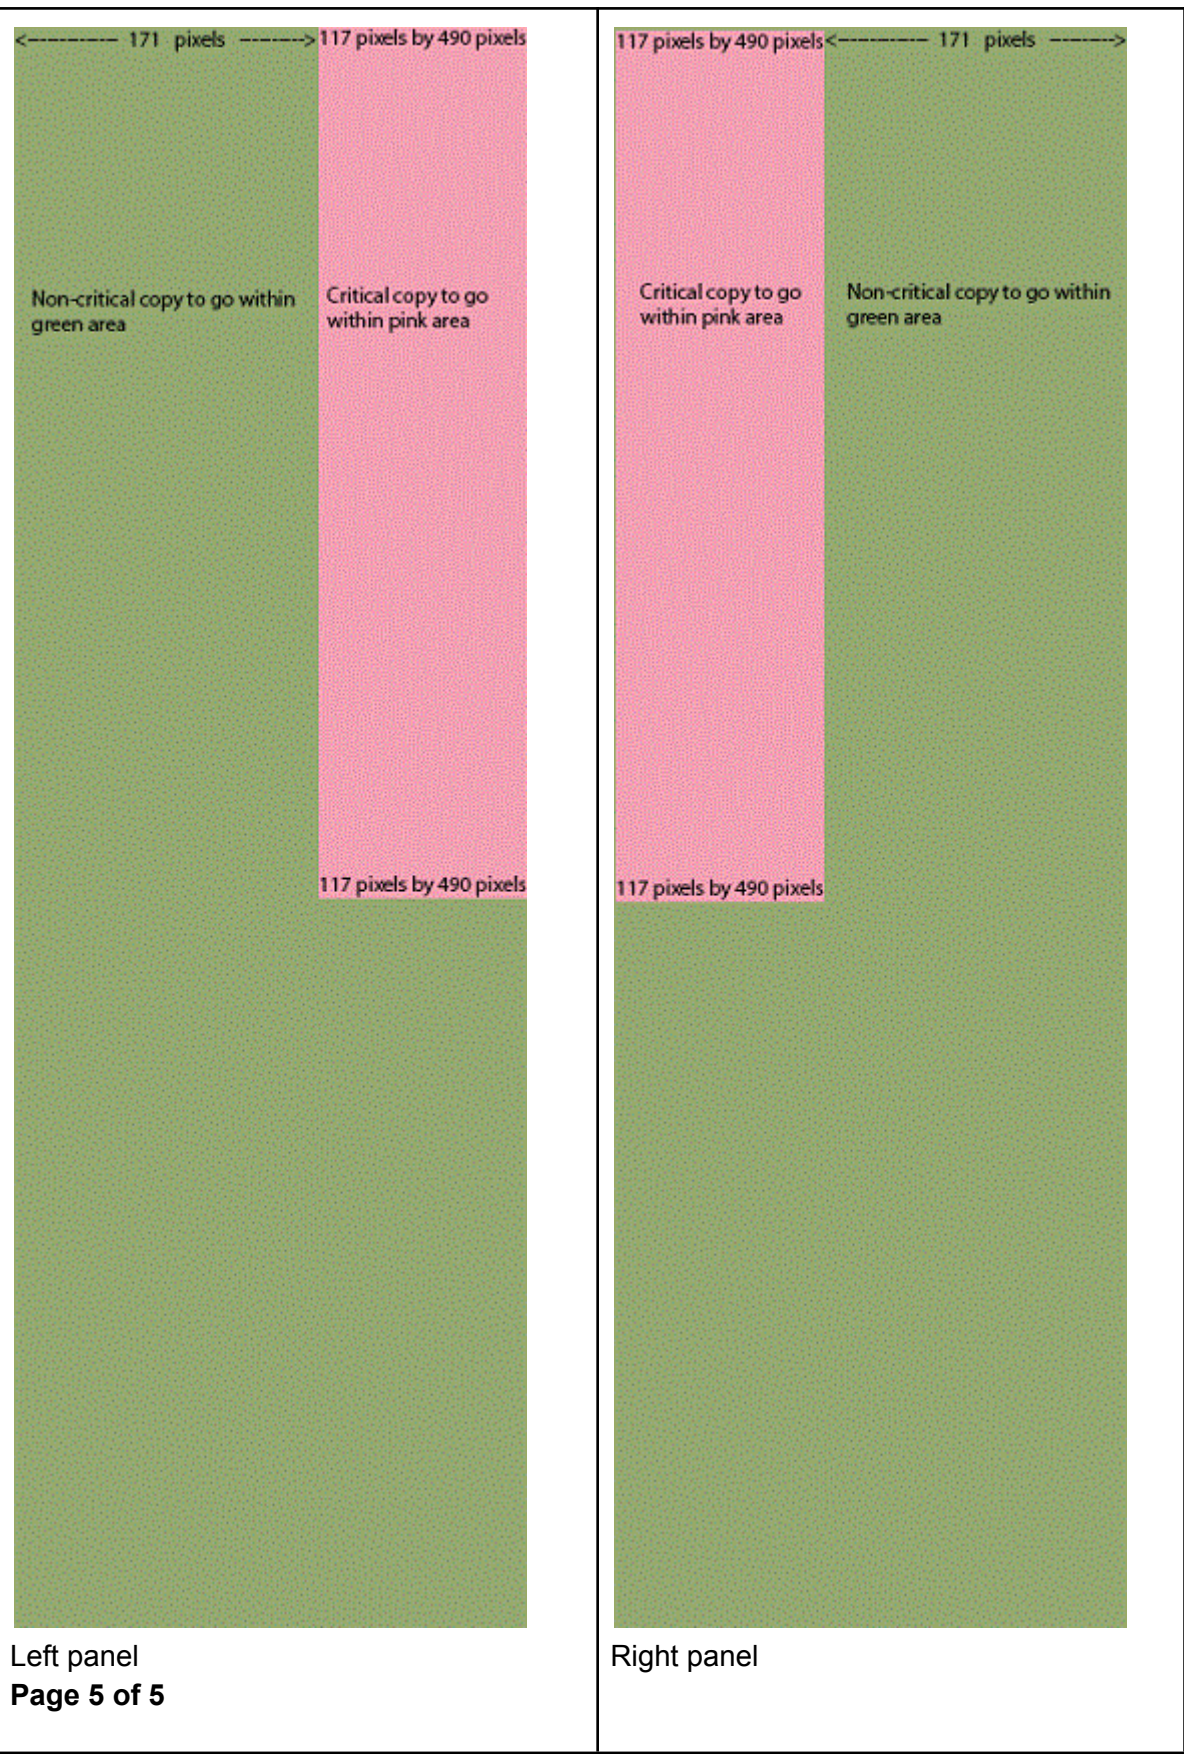 <---------- 171 pixels -------->
117 pixels by 490 pixels
Non-critical copy to go within
green area
Critical copy to go
within pink area
117 pixels by 490 pixels
Left panel
Page 5 of 5
117 pixels by 490 pixels
<---------- 171 pixels -------->
Critical copy to go
within pink area
Non-critical copy to go within
green area
117 pixels by 490 pixels
Right panel